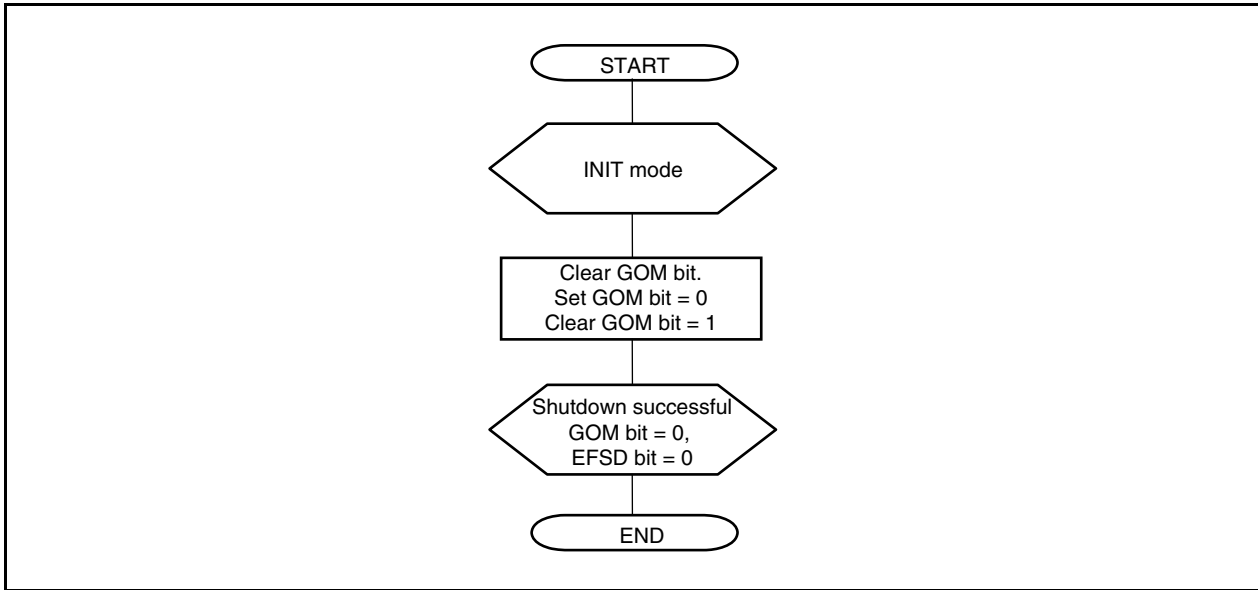 START
INIT mode
Clear GOM bit.
Set GOM bit = 0
Clear GOM bit = 1
Shutdown successful
GOM bit = 0,
EFSD bit = 0
END